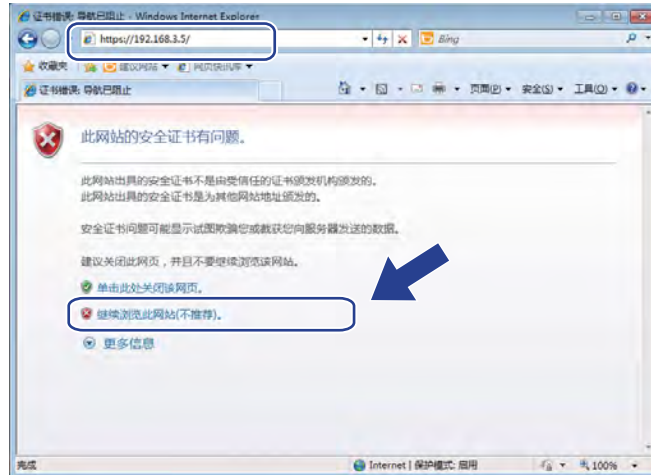 证书错误: 导航已阻止 - Windows Internet Explorer
https://192.168.3.5/
Bing
收藏夹
建议网站
网页快讯库
证书错误: 导航已阻止
页面(P)
安全(S)
工具(O)
此网站的安全证书有问题。
此网站出具的安全证书不是由受信任的证书颁发机构颁发的。
此网站出具的安全证书是为其他网站地址颁发的。
安全证书问题可能显示试图欺骗您或截获您向服务器发送的数据。
建议关闭此网页，并且不要继续浏览该网站。
单击此处关闭该网页。
继续浏览此网站(不推荐)。
更多信息
完成
Internet | 保护模式: 启用
100%